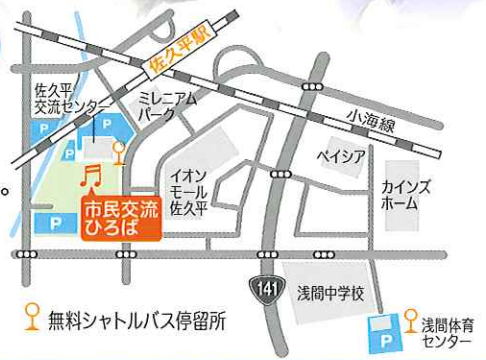 佐久平駅
佐久平
交流センター
ミレニアム
パーク
小海線
P
P
P
ベイシア
イオン
モール
佐久平
カインズ
ホーム
市民交流
ひろば
P
141
浅間中学校
無料シャトルバス停留所
P
浅間体育
センター